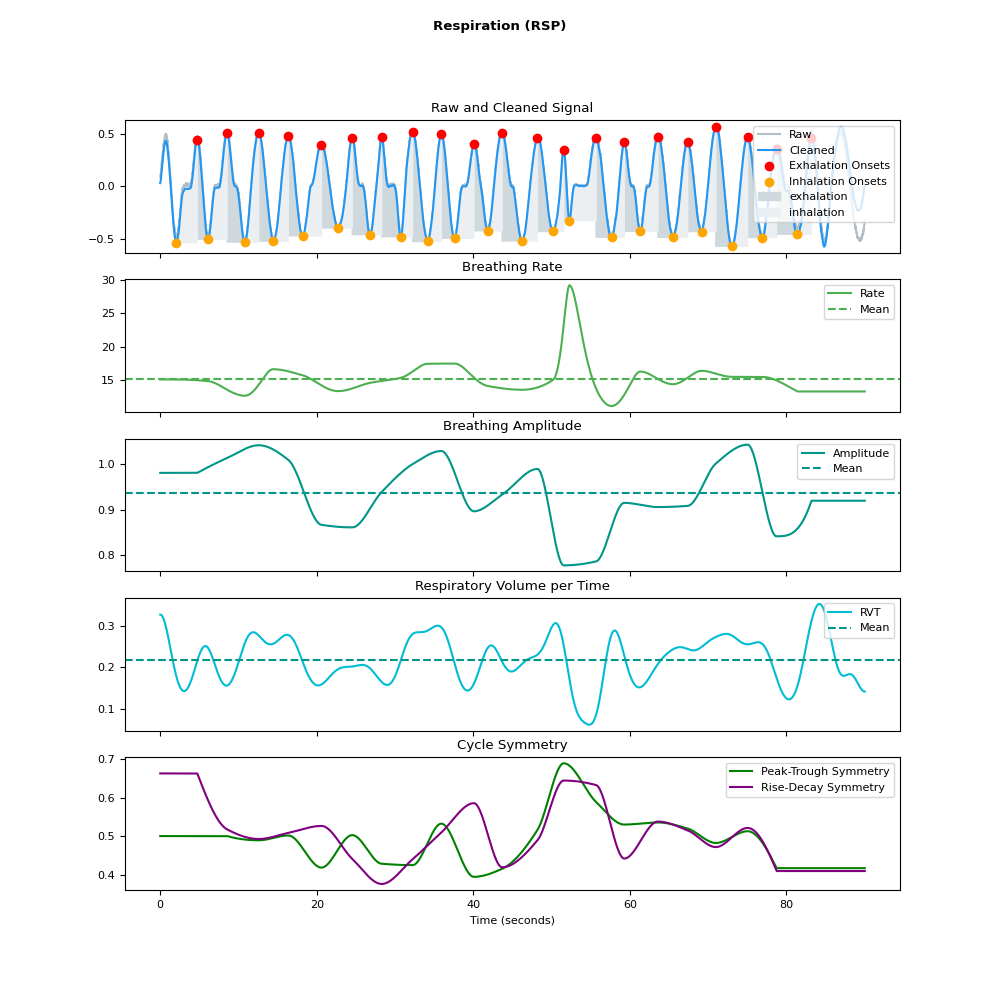 Respiration (RSP)
Raw and Cleaned Signal
0.5
0.0
−0.5
Raw
Cleaned
Exhalation Onsets
Inhalation Onsets
exhalation
inhalation
Breathing Rate
30
25
20
15
Rate
Mean
Breathing Amplitude
1.0
0.9
0.8
Amplitude
Mean
Respiratory Volume per Time
0.3
0.2
0.1
RVT
Mean
Cycle Symmetry
0.7
0.6
0.5
0.4
Peak-Trough Symmetry
Rise-Decay Symmetry
0 20 40 60 80
Time (seconds)